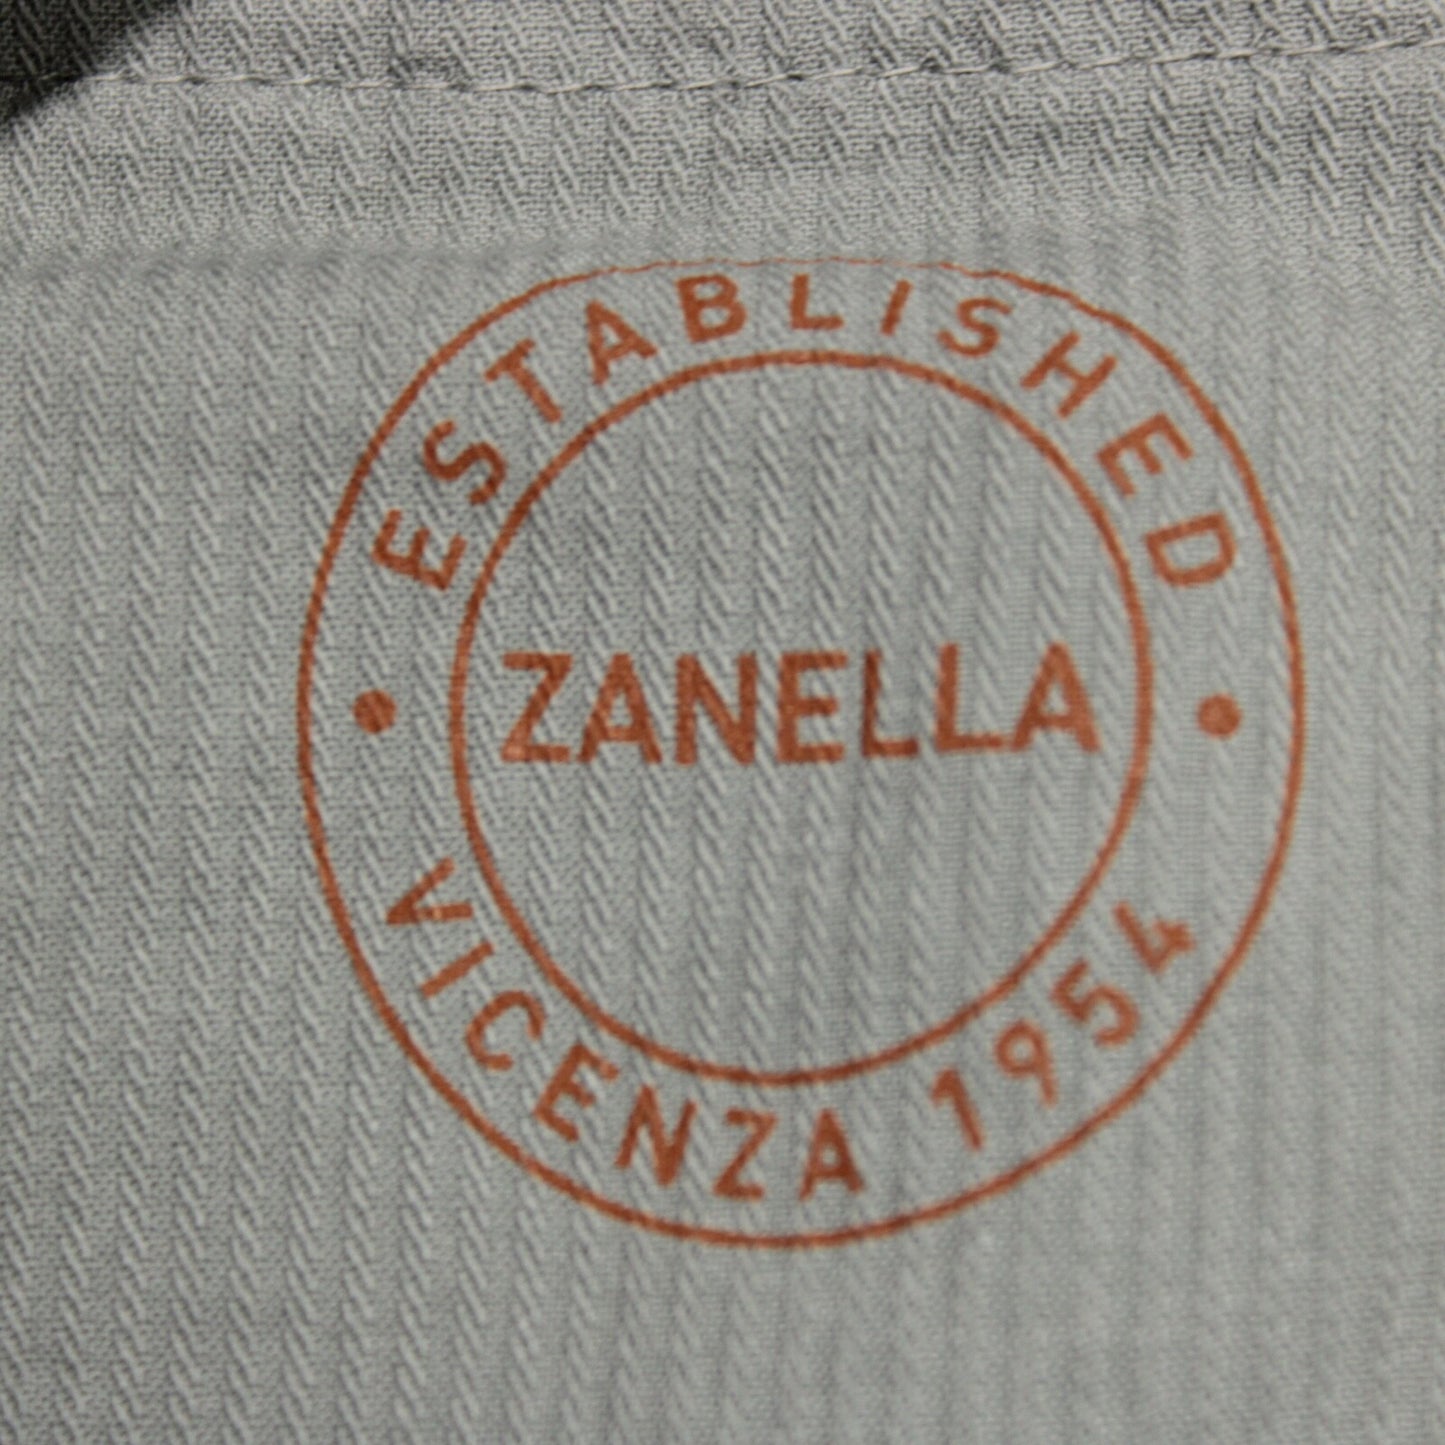 ESTABLISHED
ZANELLA
VICENZA 1954